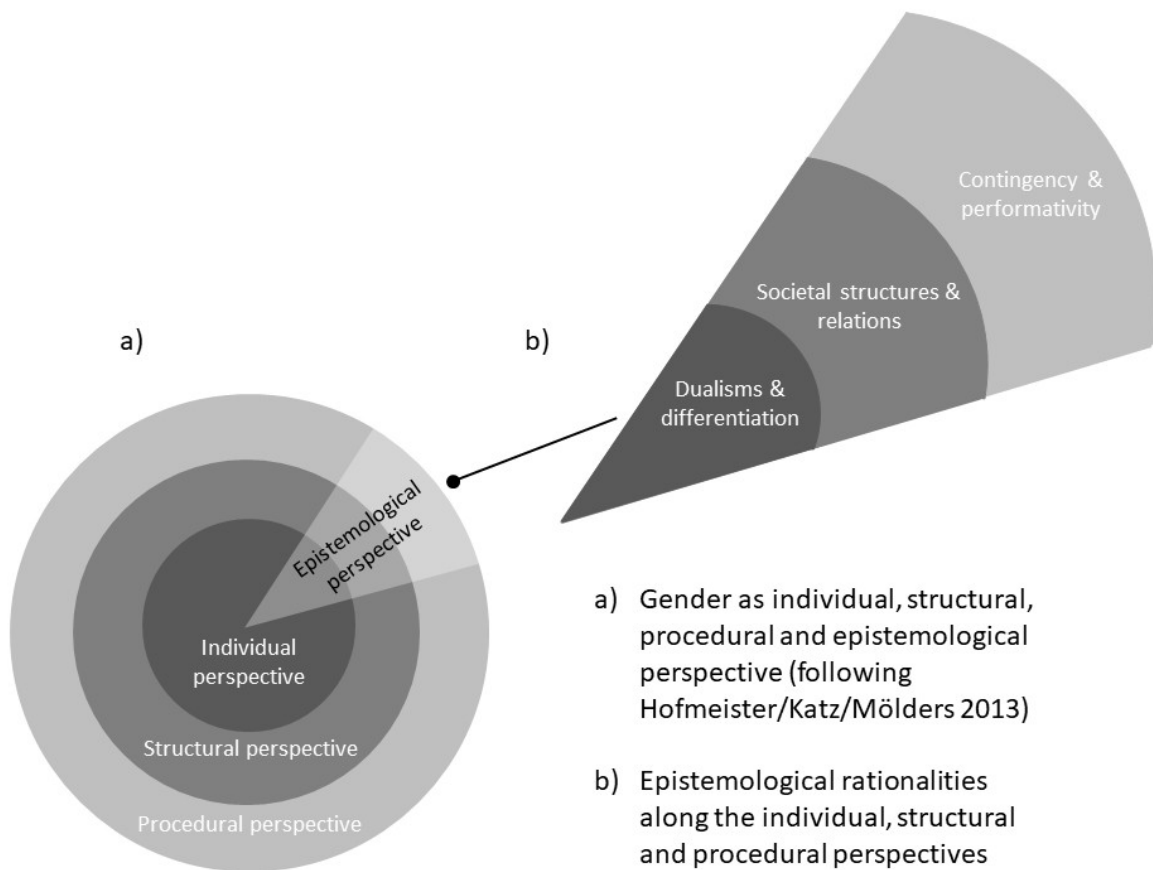 Contingency &
performativity
Societal structures &
relations
Dualisms &
differentiation
a)
b)
Epistemological
perspective
Individual
perspective
Structural perspective
Procedural perspective
a) Gender as individual, structural,
procedural and epistemological
perspective (following
Hofmeister/Katz/Mölders 2013)
b) Epistemological rationalities
along the individual, structural
and procedural perspectives